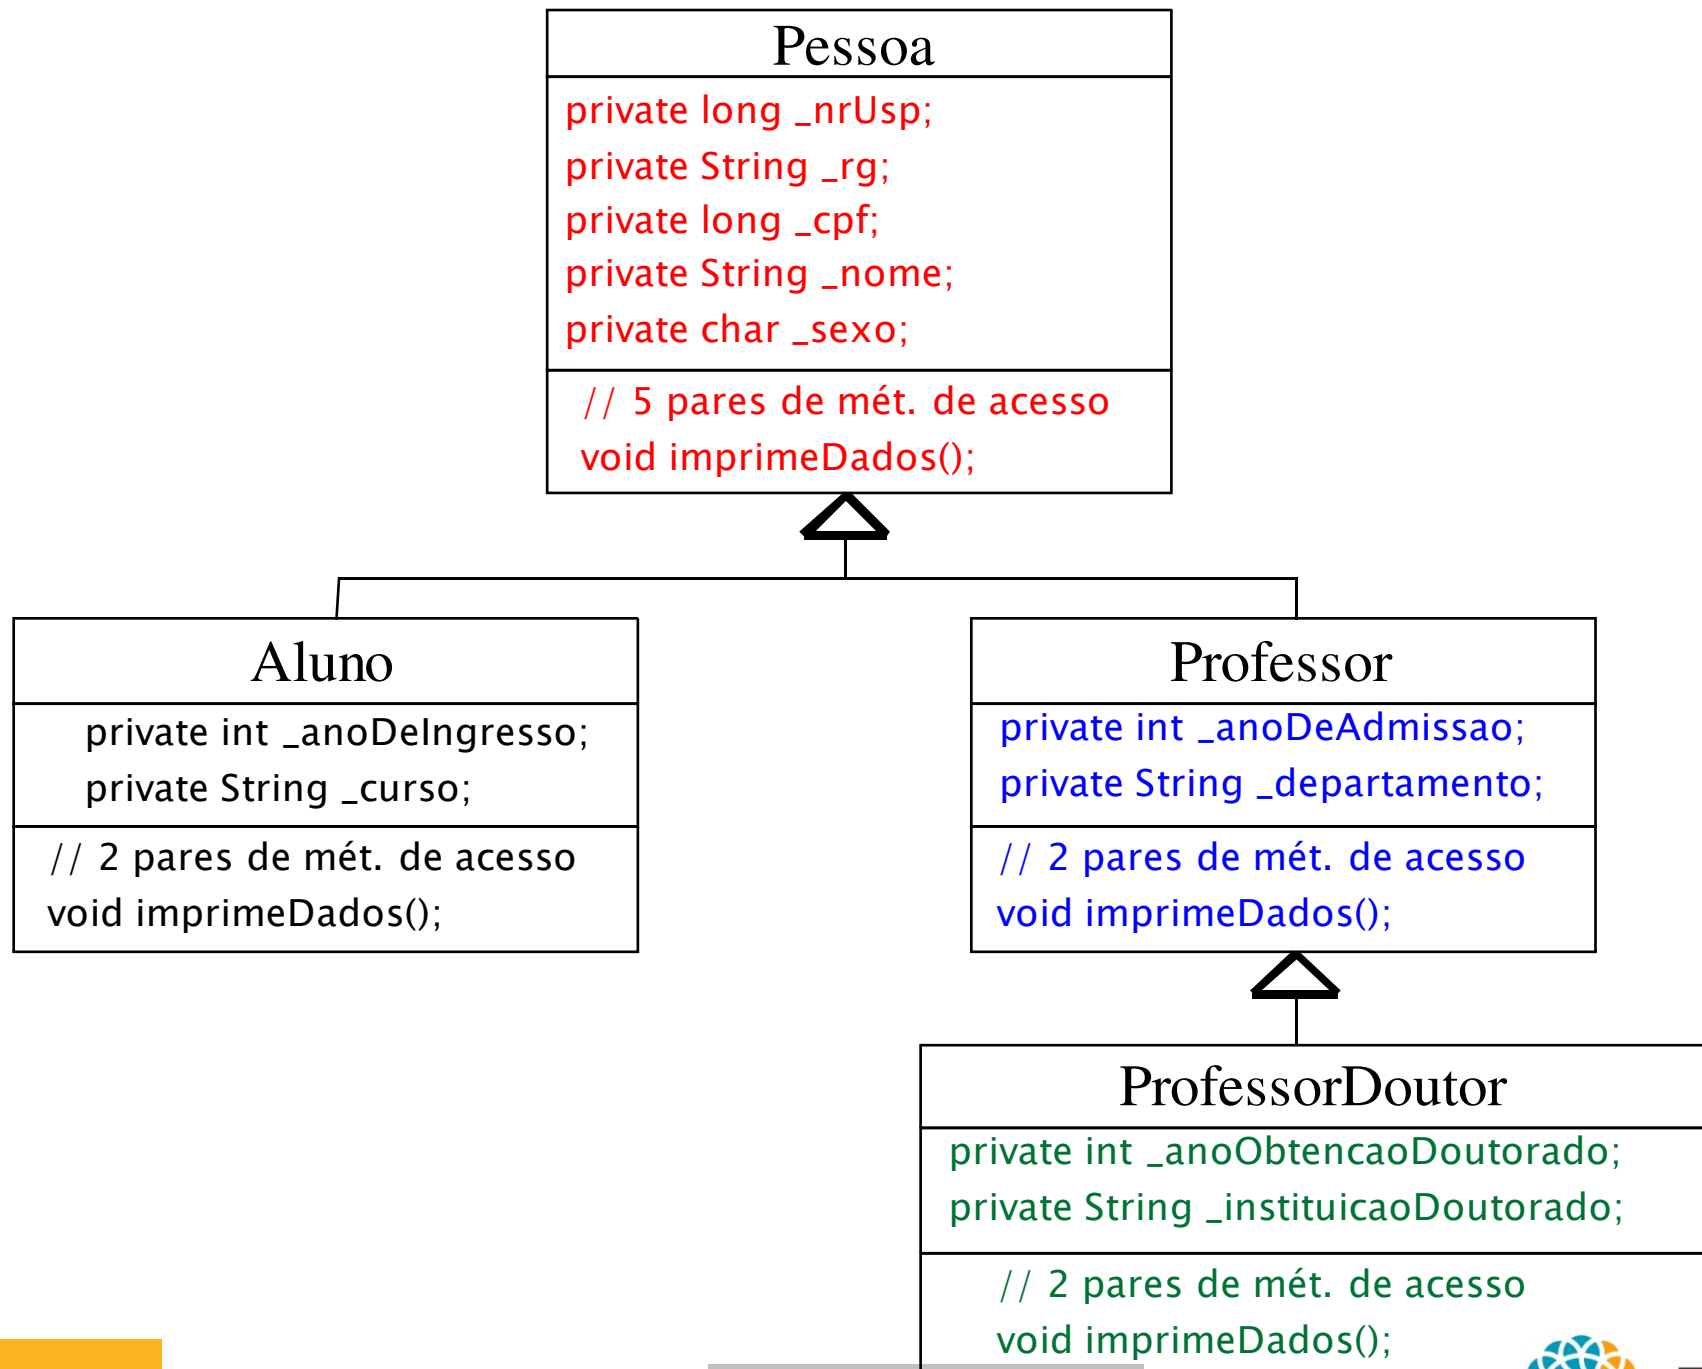 Pessoa
private long _nrUsp;
private String _rg;
private long _cpf;
private String _nome;
private char _sexo;
// 5 pares de mét. de acesso
void imprimeDados();
Aluno
private int _anoDeIngresso;
private String _curso;
// 2 pares de mét. de acesso
void imprimeDados();
Professor
private int _anoDeAdmissao;
private String _departamento;
// 2 pares de mét. de acesso
void imprimeDados();
ProfessorDoutor
private int _anoObtencaoDoutorado;
private String _instituicaoDoutorado;
// 2 pares de mét. de acesso
void imprimeDados();